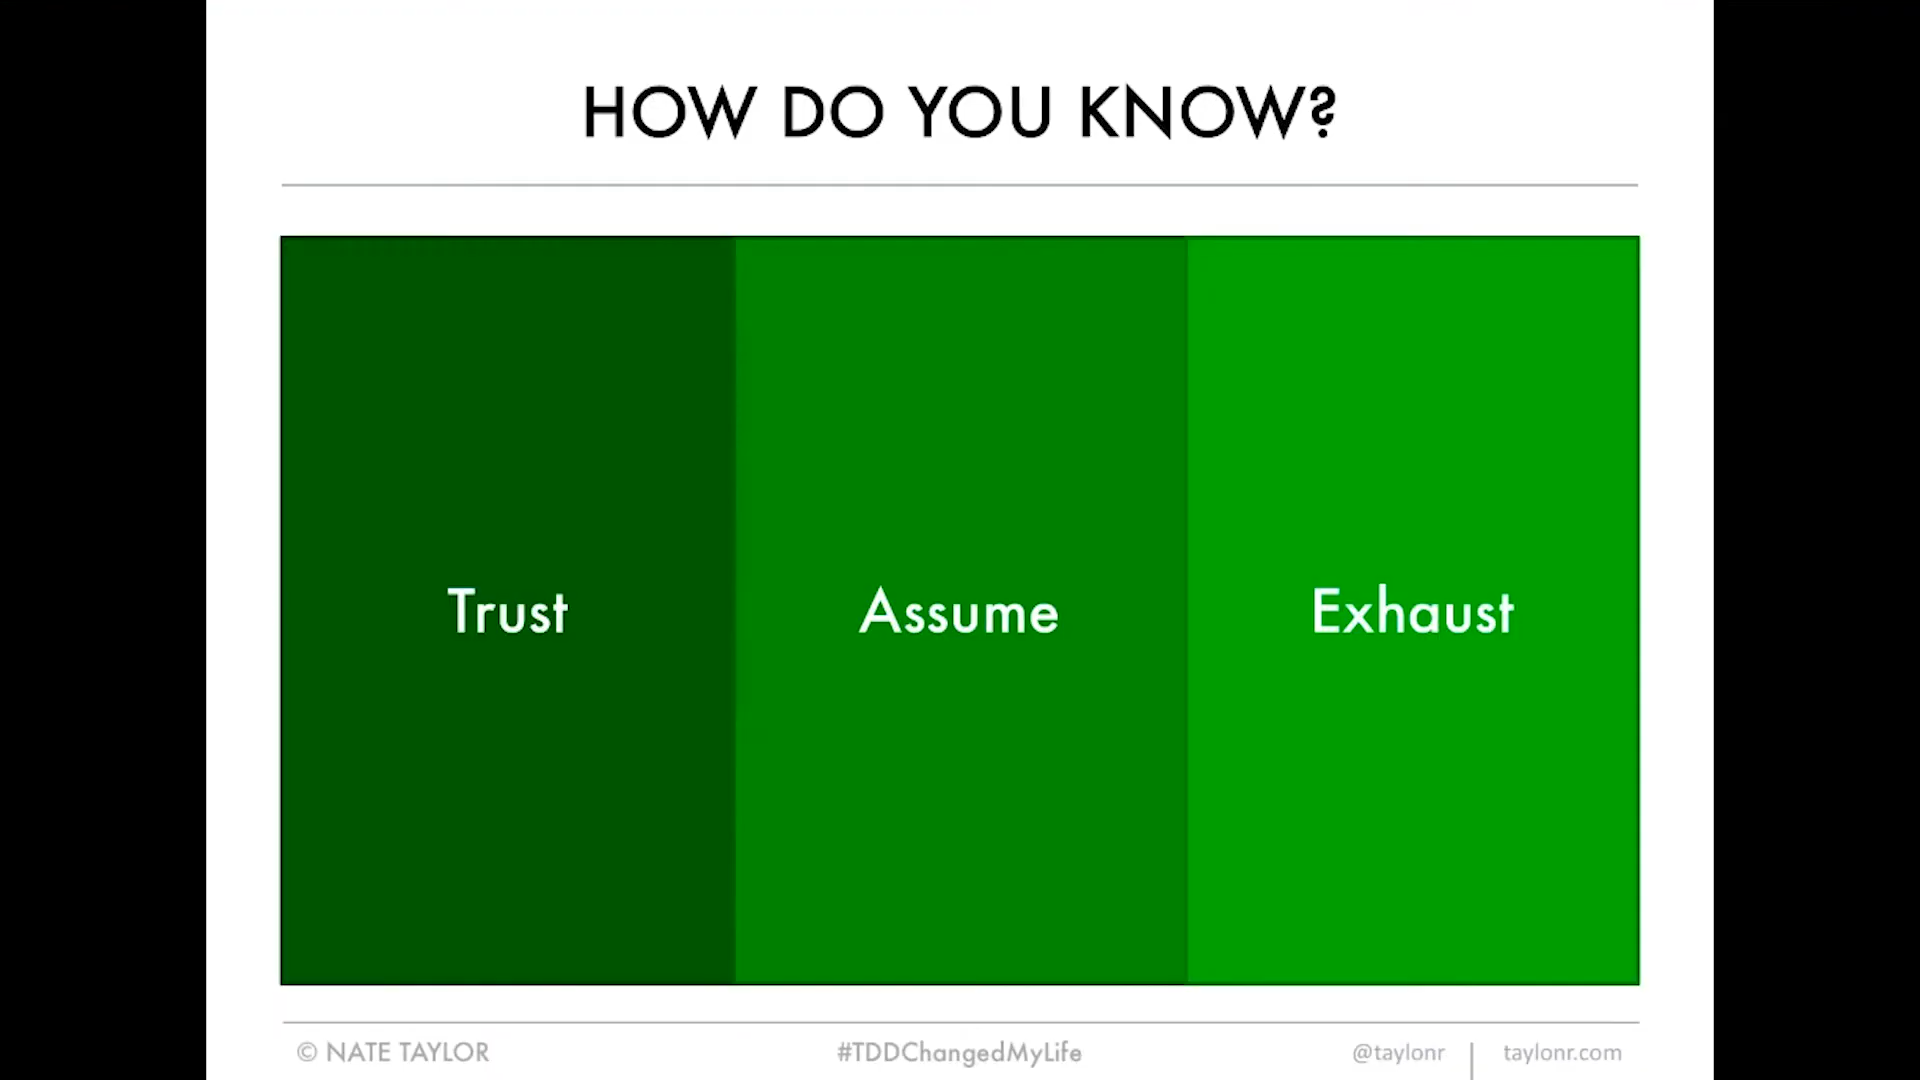 HOW DO YOU KNOW?
Trust
Assume
Exhaust
© NATE TAYLOR
#TDDChangedMyLife
@taylonr
taylonr.com